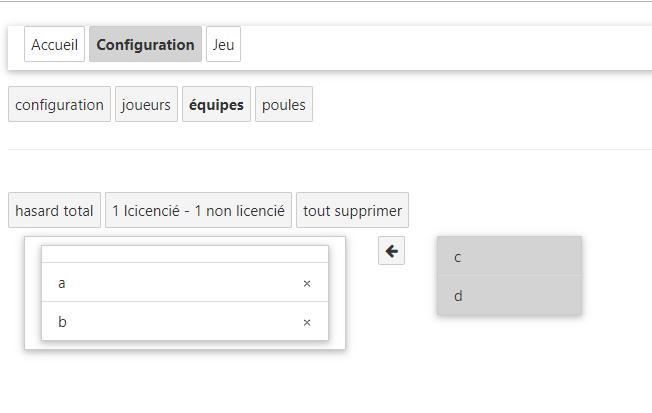 Accueil Configuration Jeu
configuration joueurs équipes poules
hasard total 1 lcicencié - 1 non licencié tout supprimer
a ×
b ×
c
d